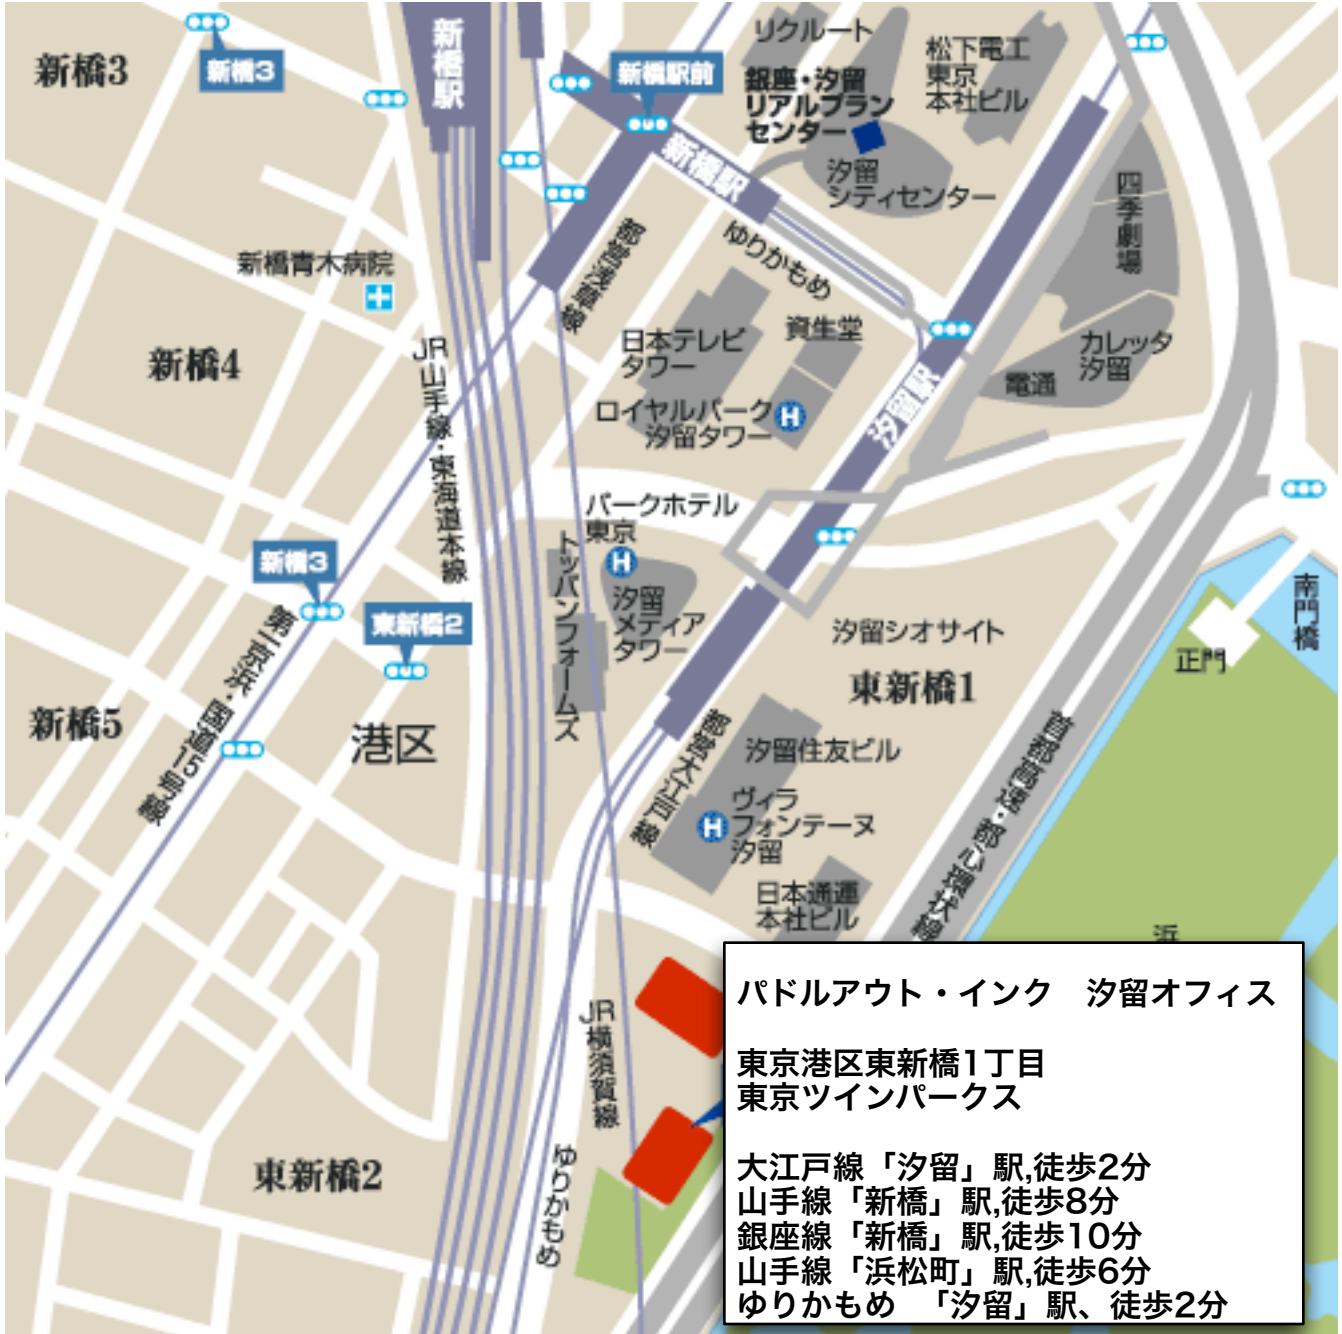 新橋3
新橋3
新橋駅
新橋駅前
リクルート
銀座・汐留
リアルプラン
センター
松下電工
東京
本社ビル
新橋駅
汐留
シティセンター
四季劇場
都営浅草線
ゆりかもめ
新橋青木病院
新橋4
JR山手線・東海道本線
日本テレビ
タワー
資生堂
カレッタ
汐留
電通
ロイヤルパーク
汐留タワー
汐留駅
パークホテル
東京
トッパンフォームズ
新橋3
東新橋2
汐留
メディア
タワー
汐留シオサイト
東新橋1
南門橋
正門
第一京浜・国道15号線
新橋5
港区
都営大江戸線
汐留住友ビル
ヴィラ
フォンテーヌ
汐留
首都高速・都心環状線
日本通運
本社ビル
浜
JR横須賀線
東新橋2
ゆりかもめ
パドルアウト・インク　汐留オフィス
東京港区東新橋1丁目
東京ツインパークス
大江戸線「汐留」駅,徒歩2分
山手線「新橋」駅,徒歩8分
銀座線「新橋」駅,徒歩10分
山手線「浜松町」駅,徒歩6分
ゆりかもめ　「汐留」駅、徒歩2分